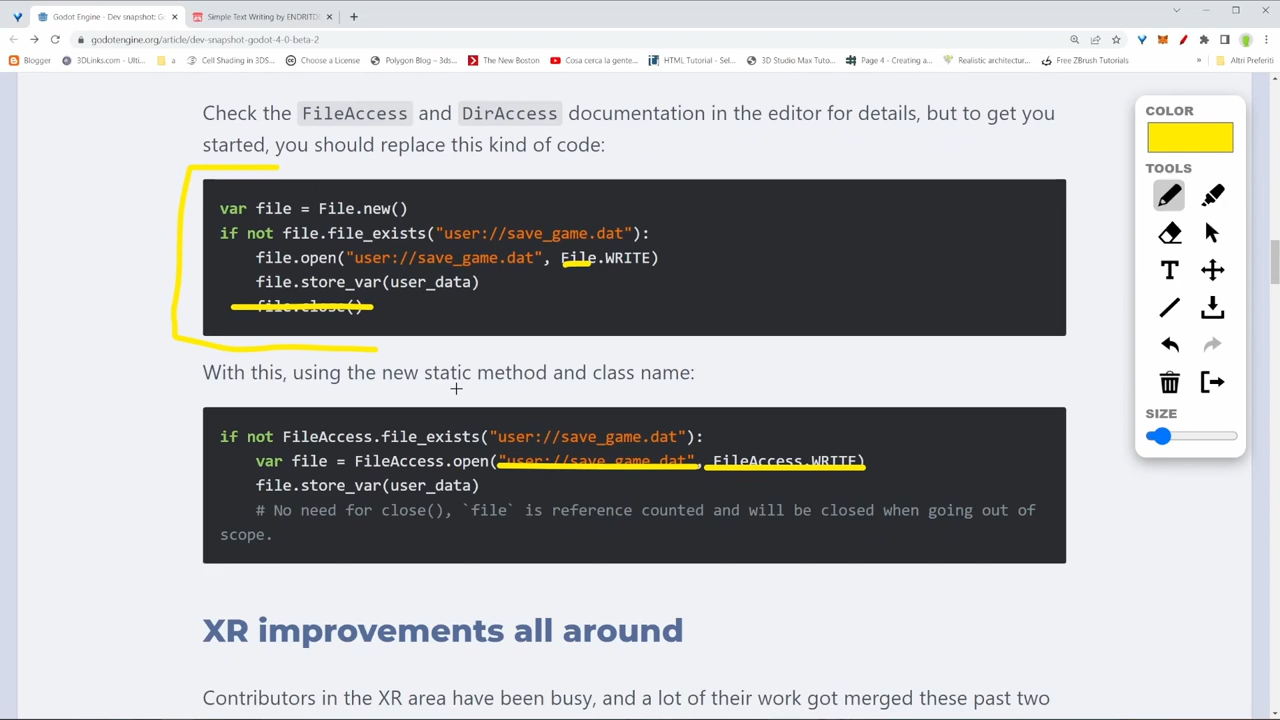 Godot Engine - Dev snapshot: Go
Simple Text Writing by ENDRITDI
godotengine.org/article/dev-snapshot-godot-4-0-beta-2
Blogger
3DLinks.com - Ulti...
a
Cell Shading in 3DS...
Choose a License
Polygon Blog – 3ds...
The New Boston
Cosa cerca la gente...
HTML Tutorial - Sel...
3D Studio Max Tuto...
Page 4 - Creating a...
Realistic architectur...
Free ZBrush Tutorials
»
Altri Preferiti
Check the FileAccess and DirAccess documentation in the editor for details, but to get you
started, you should replace this kind of code:
var file = File.new()
if not file.file_exists("user://save_game.dat"):
file.open("user://save_game.dat", File.WRITE)
file.store_var(user_data)
file.close()
With this, using the new static method and class name:
if not FileAccess.file_exists("user://save_game.dat"):
var file = FileAccess.open("user://save_game.dat", FileAccess.WRITE)
file.store_var(user_data)
# No need for close(), `file` is reference counted and will be closed when going out of
scope.
XR improvements all around
Contributors in the XR area have been busy, and a lot of their work got merged these past two
COLOR
TOOLS
T
SIZE